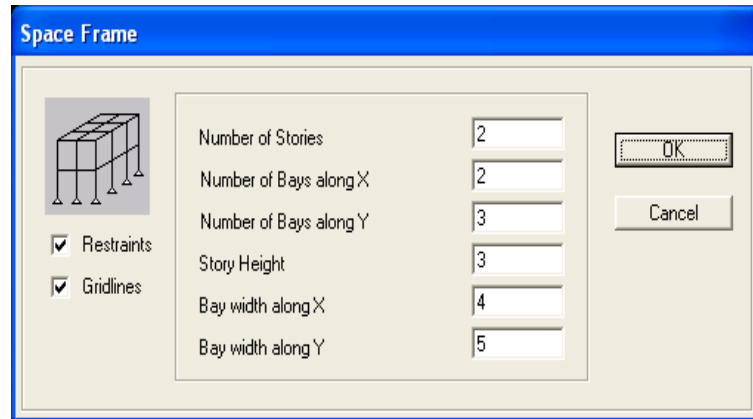 Space Frame
Number of Stories 2
Number of Bays along X 2
Number of Bays along Y 3
Story Height 3
Bay width along X 4
Bay width along Y 5
Restraints
Gridlines
OK
Cancel